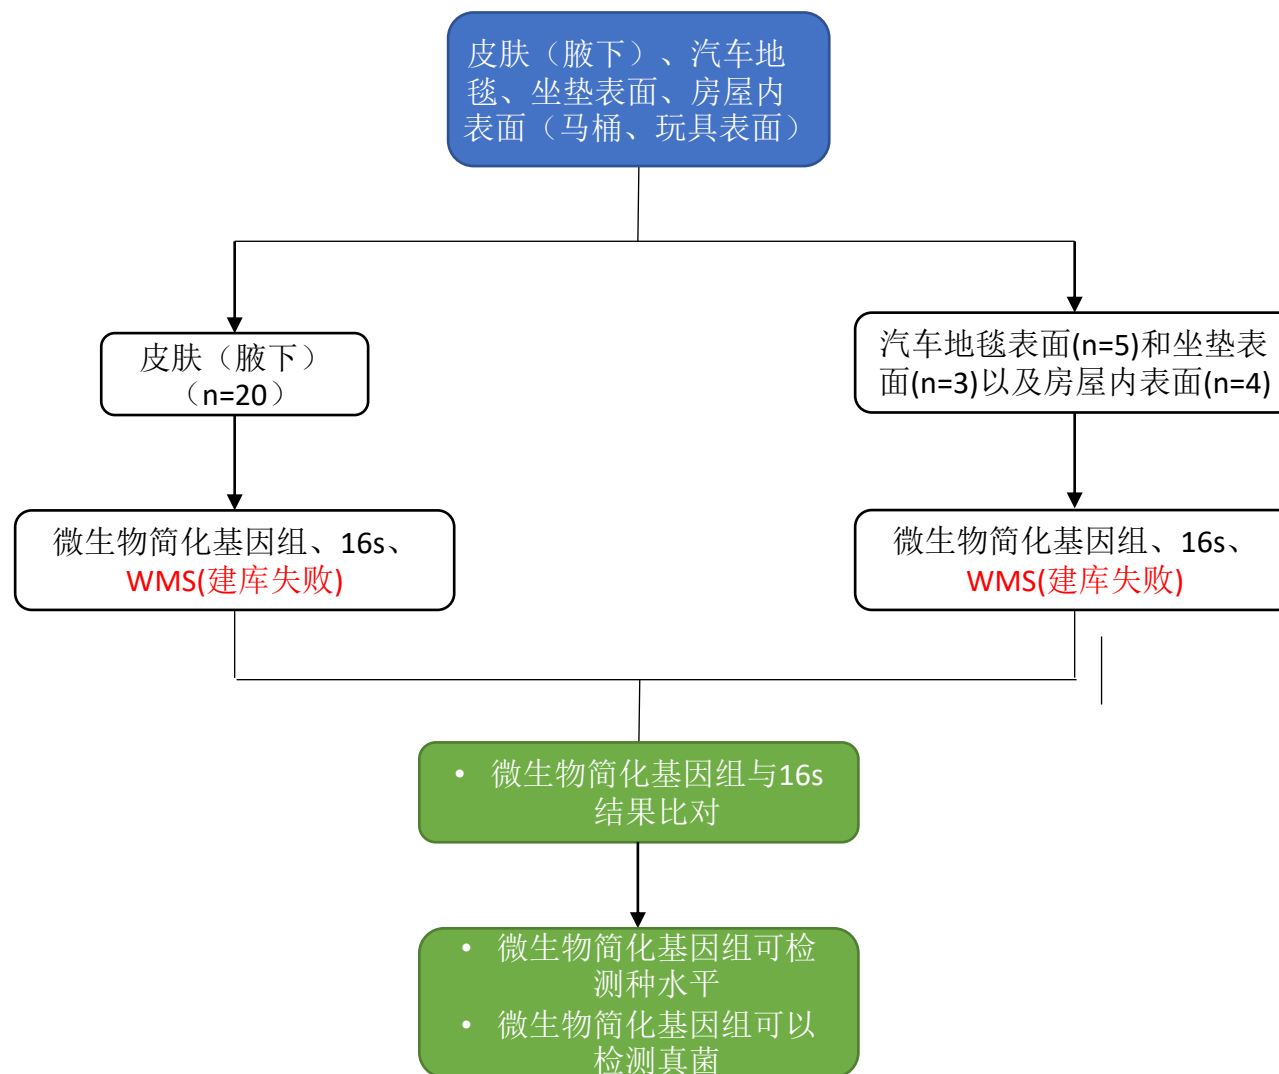 皮肤（腋下）、汽车地
毯、坐垫表面、房屋内
表面（马桶、玩具表面）
皮肤（腋下）
（n=20）
汽车地毯表面(n=5)和坐垫表
面(n=3)以及房屋内表面(n=4)
微生物简化基因组、16s、
WMS(建库失败)
微生物简化基因组、16s、
WMS(建库失败)
• 微生物简化基因组与16s
结果比对
• 微生物简化基因组可检
测种水平
• 微生物简化基因组可以
检测真菌